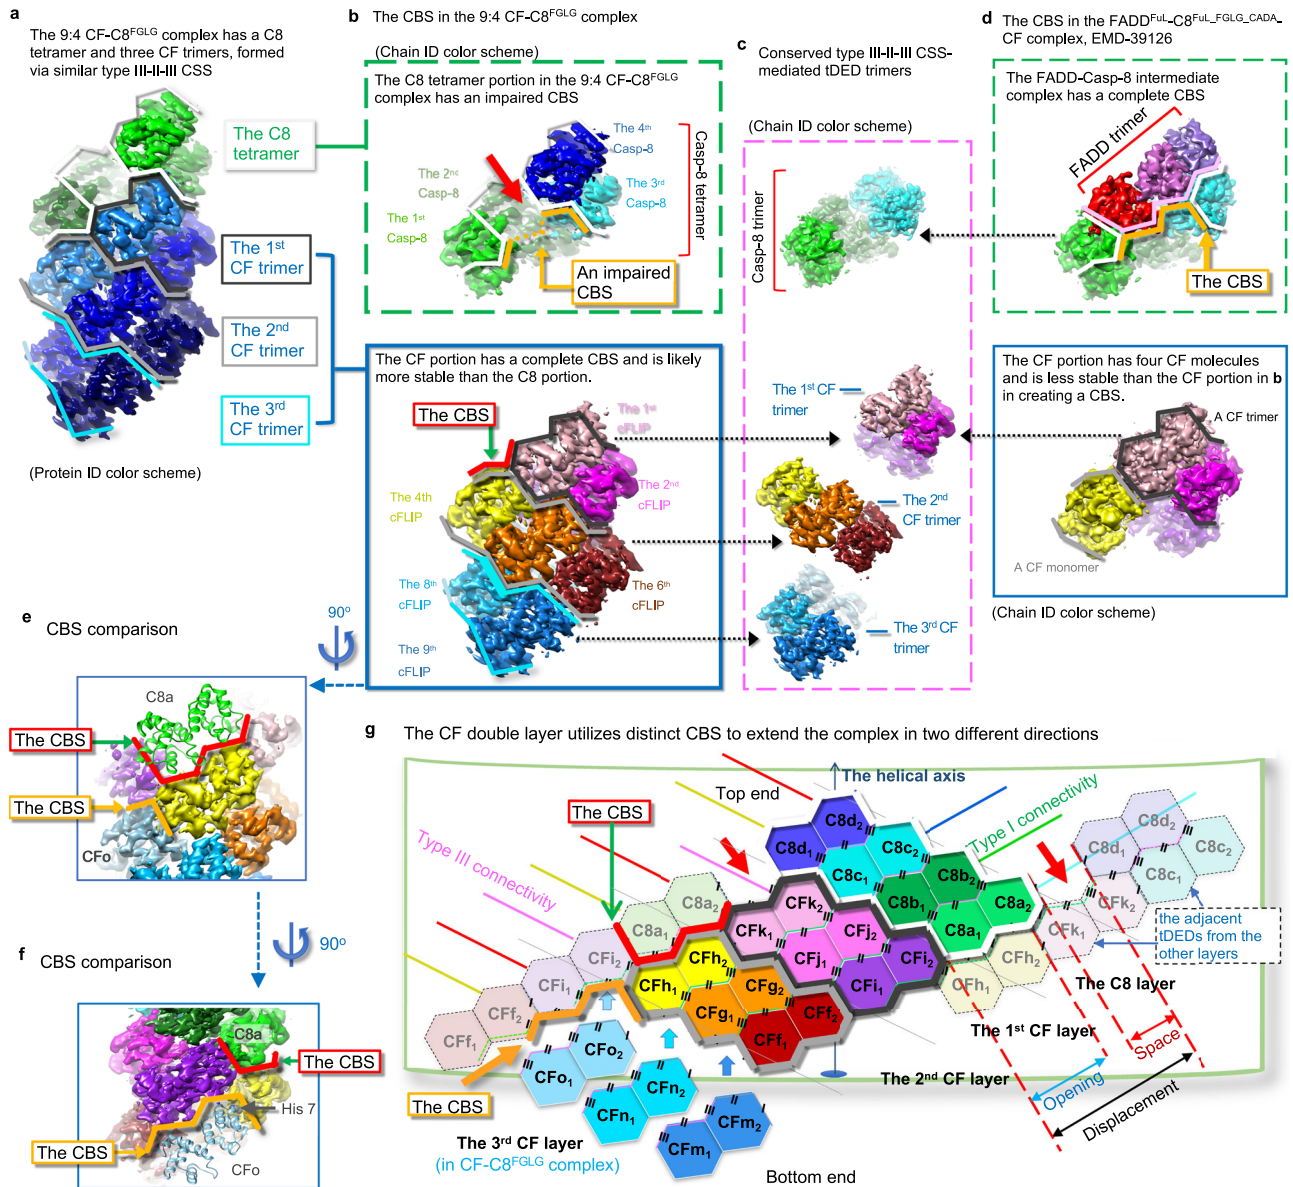 a
The 9:4 CF-C8FGLG complex has a C8
tetramer and three CF trimers, formed
via similar type III-II-III CSS
The C8
tetramer
The 1st
CF trimer
The 2nd
CF trimer
The 3rd
CF trimer
(Protein ID color scheme)
b
The CBS in the 9:4 CF-C8FGLG complex
(Chain ID color scheme)
The C8 tetramer portion in the 9:4 CF-C8FGLG
complex has an impaired CBS
The 4th
Casp-8
The 2nd
Casp-8
The 3rd
Casp-8
The 1st
Casp-8
Casp-8 tetramer
An impaired
CBS
The CF portion has a complete CBS and is likely
more stable than the C8 portion.
The CBS
The 1st
cFLIP
The 2nd
cFLIP
The 4th
cFLIP
The 8th
cFLIP
The 6th
cFLIP
The 9th
cFLIP
c
Conserved type III-II-III CSS-
mediated tDED trimers
(Chain ID color scheme)
Casp-8 trimer
The 1st CF
trimer
The 2nd
CF trimer
The 3rd CF
trimer
d
The CBS in the FADDFuL-C8FuL_FGLG_CADA-
CF complex, EMD-39126
The FADD-Casp-8 intermediate
complex has a complete CBS
FADD trimer
The CBS
The CF portion has four CF molecules
and is less stable than the CF portion in b
in creating a CBS.
A CF trimer
A CF monomer
(Chain ID color scheme)
e
CBS comparison
90o
C8a
The CBS
The CBS
CFo
90o
f
CBS comparison
C8a
The CBS
His 7
The CBS
CFo
g
The CF double layer utilizes distinct CBS to extend the complex in two different directions
The helical axis
Top end
The CBS
Type III connectivity
Type I connectivity
C8d2
C8d1
C8c2
C8c1
C8b2
C8b1
C8a2
C8a1
C8d2
C8d1
C8c2
C8c1
C8a2
C8a1
CFk2
CFk1
CFj2
CFj1
CFi2
CFi1
CFk2
CFk1
CFh2
CFh1
CFi2
CFi1
CFh2
CFh1
CFg2
CFg1
CFf2
CFf1
CFf2
CFf1
CFo2
CFo1
CFn2
CFn1
CFm2
CFm1
the adjacent
tDEDs from the
other layers
The C8 layer
The 1st CF layer
The 2nd CF layer
Space
Opening
Displacement
The CBS
The 3rd CF layer
(in CF-C8FGLG complex)
Bottom end